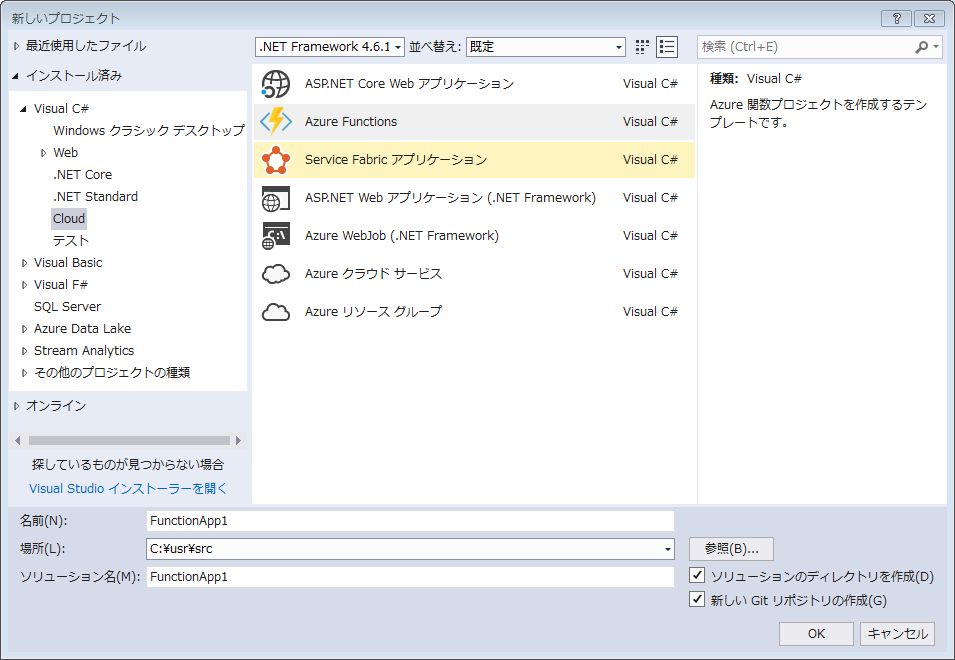 新しいプロジェクト
最近使用したファイル
.NET Framework 4.6.1
並べ替え:
既定
検索 (Ctrl+E)
インストール済み
Visual C#
Windows クラシック デスクトップ
Web
.NET Core
.NET Standard
Cloud
テスト
Visual Basic
Visual F#
SQL Server
Azure Data Lake
Stream Analytics
その他のプロジェクトの種類
オンライン
探しているものが見つからない場合
Visual Studio インストーラーを開く
ASP.NET Core Web アプリケーション Visual C#
Azure Functions Visual C#
Service Fabric アプリケーション Visual C#
ASP.NET Web アプリケーション (.NET Framework) Visual C#
Azure WebJob (.NET Framework) Visual C#
Azure クラウド サービス Visual C#
Azure リソース グループ Visual C#
種類: Visual C#
Azure 関数プロジェクトを作成するテン
プレートです。
名前(N): FunctionApp1
場所(L): C:¥usr¥src
参照(B)...
ソリューション名(M): FunctionApp1
ソリューションのディレクトリを作成(D)
新しい Git リポジトリの作成(G)
OK
キャンセル